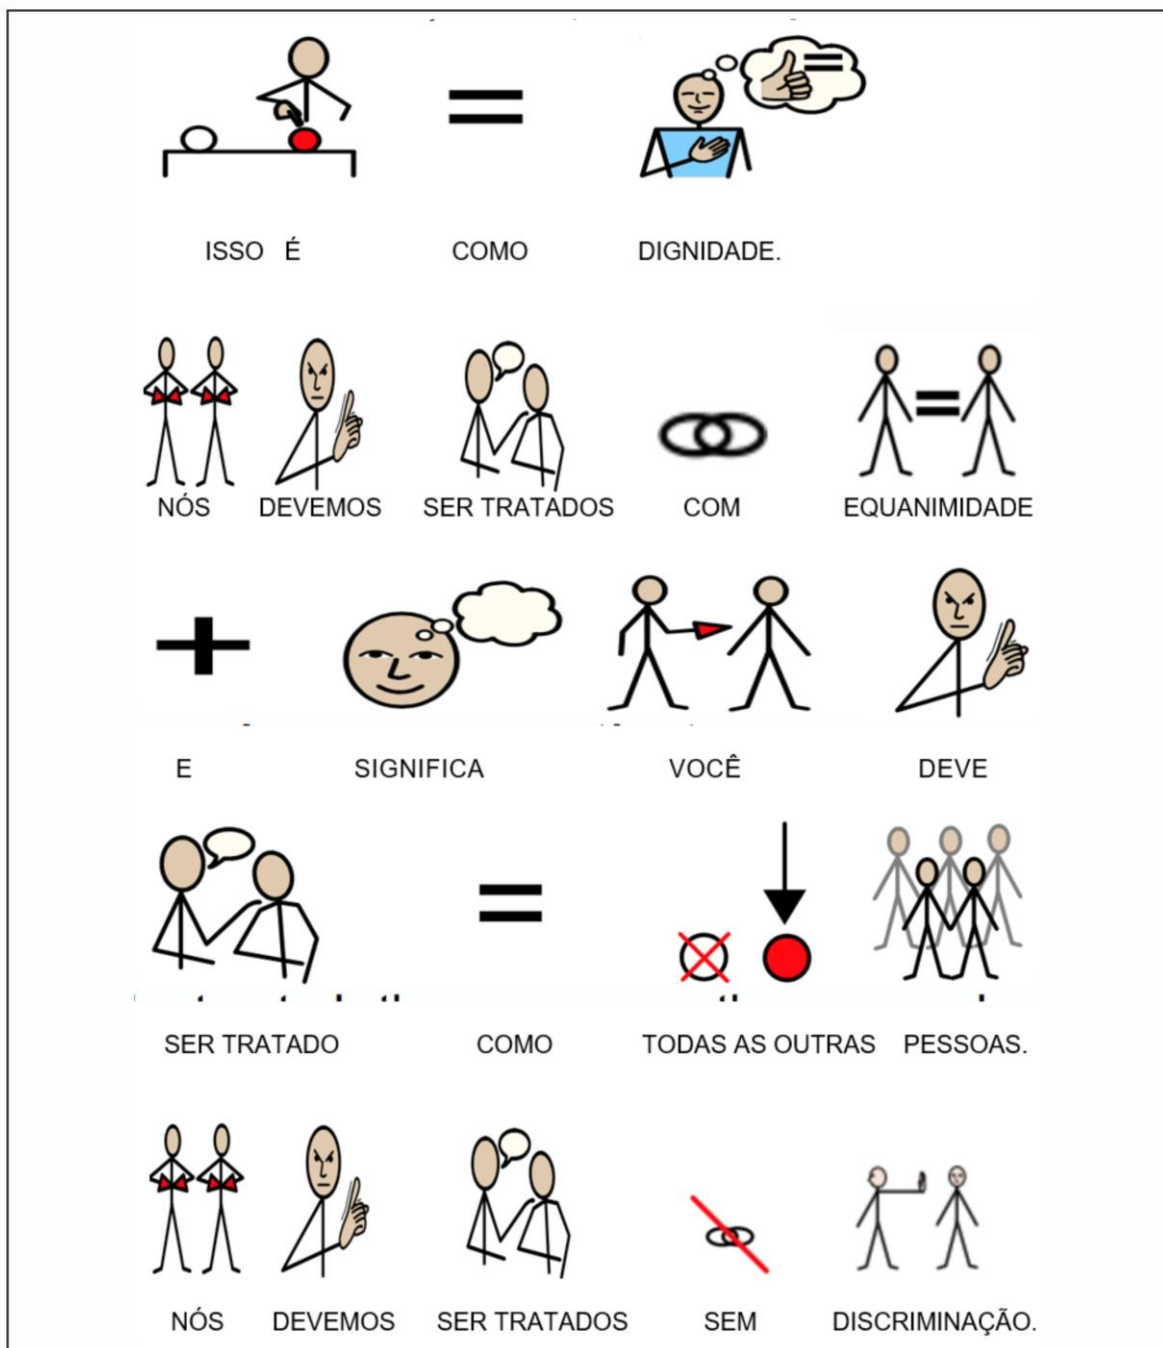 ISSO É COMO DIGNIDADE.
NÓS DEVEMOS SER TRATADOS COM EQUANIMIDADE
E SIGNIFICA VOCÊ DEVE
SER TRATADO COMO TODAS AS OUTRAS PESSOAS.
NÓS DEVEMOS SER TRATADOS SEM DISCRIMINAÇÃO.